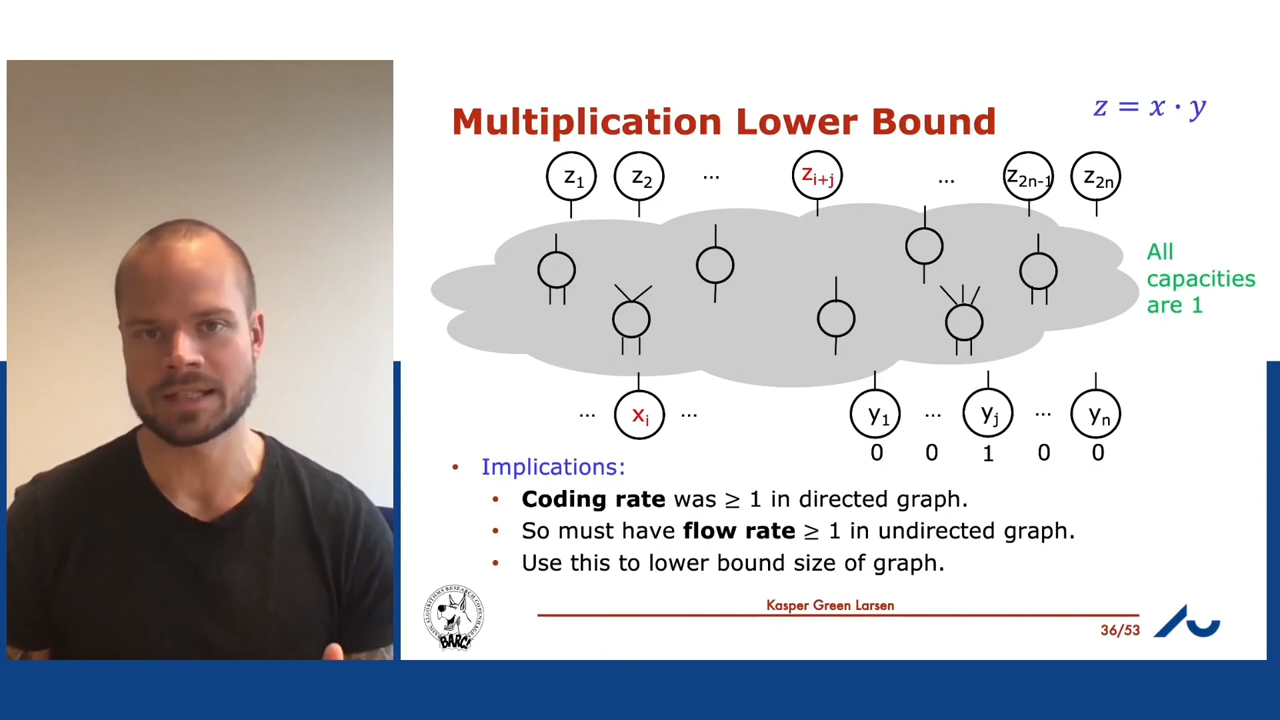 Multiplication Lower Bound
z = x · y
z1 z2 ... zi+j ... z2n-1 z2n
All
capacities
are 1
... xi ... y1 ... yj ... yn
0 0 1 0 0
• Implications:
• Coding rate was ≥ 1 in directed graph.
• So must have flow rate ≥ 1 in undirected graph.
• Use this to lower bound size of graph.
Kasper Green Larsen
36/53
BARC